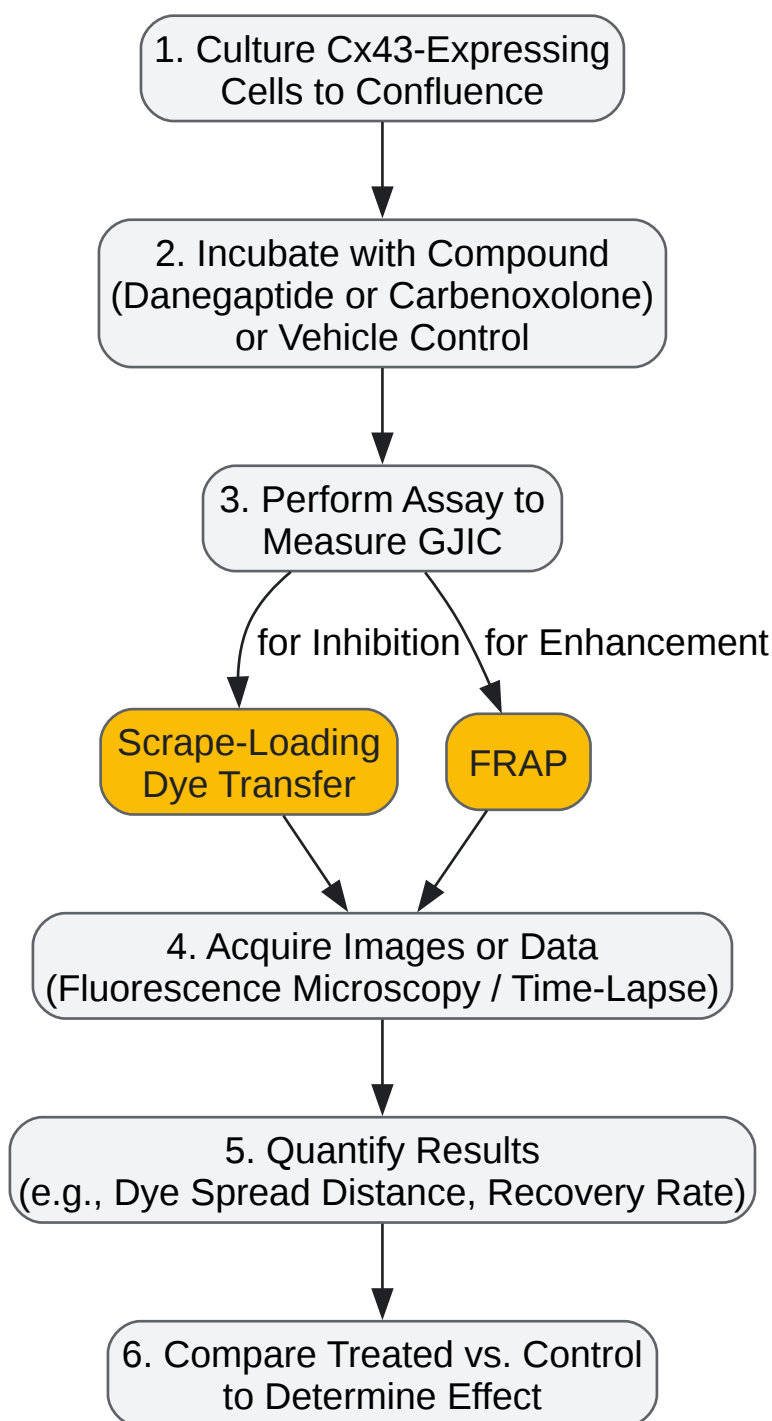 1. Culture Cx43-Expressing
Cells to Confluence
2. Incubate with Compound
(Danegaptide or Carbenoxolone)
or Vehicle Control
3. Perform Assay to
Measure GJIC
for Inhibition
for Enhancement
Scrape-Loading
Dye Transfer
FRAP
4. Acquire Images or Data
(Fluorescence Microscopy / Time-Lapse)
5. Quantify Results
(e.g., Dye Spread Distance, Recovery Rate)
6. Compare Treated vs. Control
to Determine Effect